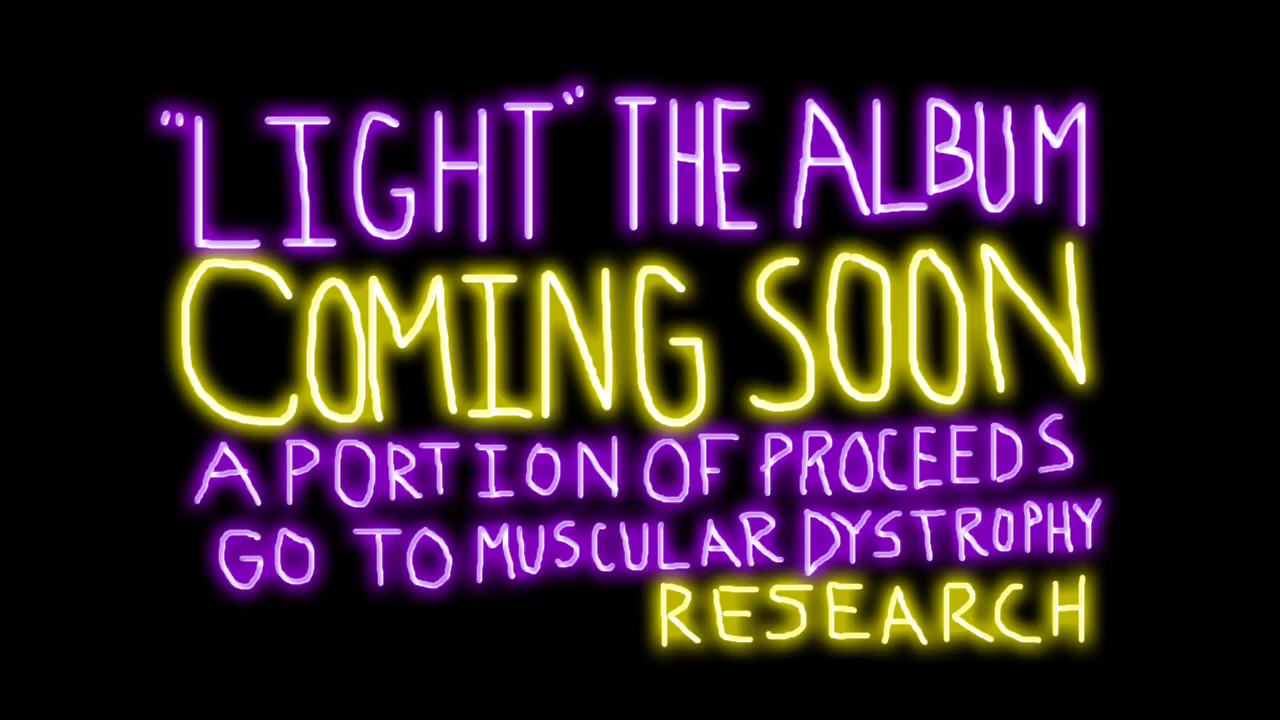 "LIGHT" THE ALBUM
COMING SOON
A PORTION OF PROCEEDS
GO TO MUSCULAR DYSTROPHY
RESEARCH